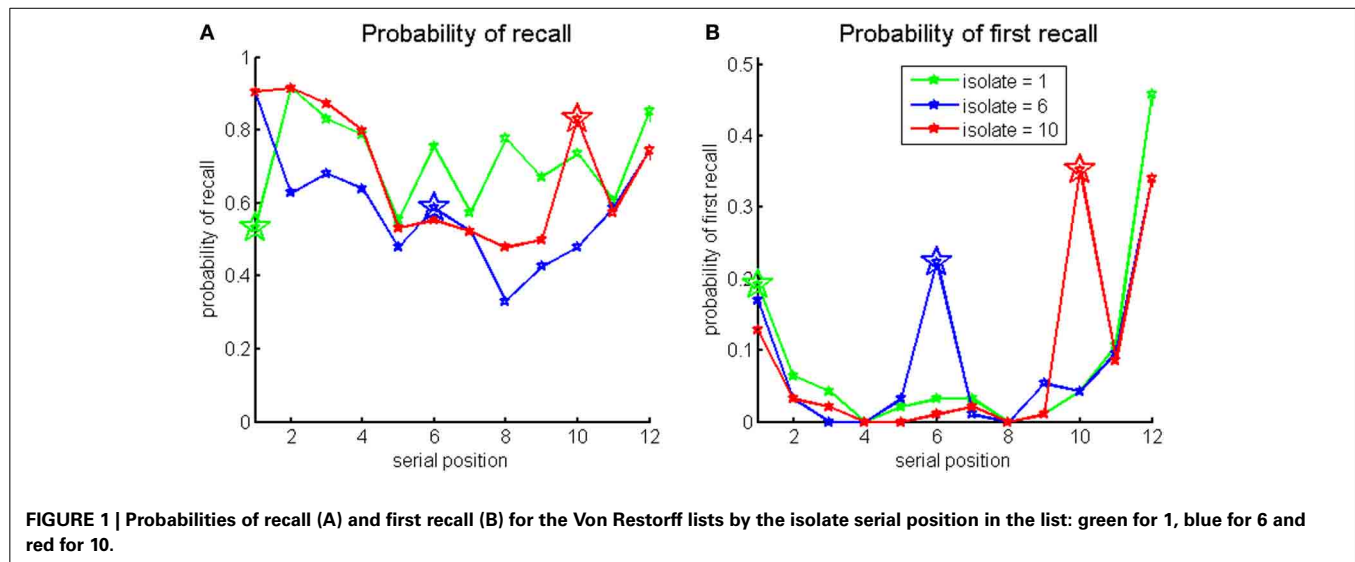 A Probability of recall
probability of recall
1
0.8
0.6
0.4
0.2
0
2 4 6 8 10 12
serial position
B Probability of first recall
probability of first recall
0.5
0.4
0.3
0.2
0.1
0
2 4 6 8 10 12
serial position
isolate = 1
isolate = 6
isolate = 10
FIGURE 1 | Probabilities of recall (A) and first recall (B) for the Von Restorff lists by the isolate serial position in the list: green for 1, blue for 6 and
red for 10.